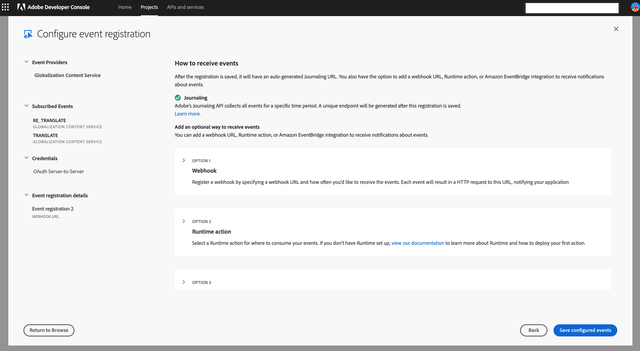 Adobe Developer Console
Home
Projects
APIs and services
Configure event registration
Event Providers
Globalization Content Service
Subscribed Events
RE_TRANSLATE
GLOBALIZATION CONTENT SERVICE
TRANSLATE
GLOBALIZATION CONTENT SERVICE
Credentials
OAuth Server-to-Server
Event registration details
Event registration 2
WEBHOOK URL
How to receive events
After the registration is saved, it will have an auto-generated Journaling URL. You also have the option to add a webhook URL, Runtime action, or Amazon EventBridge integration to receive notifications
about events.
Journaling
Adobe's Journaling API collects all events for a specific time period. A unique endpoint will be generated after this registration is saved.
Learn more.
Add an optional way to receive events
You can add a webhook URL, Runtime action, or Amazon EventBridge integration to receive notifications about events.
OPTION 1
Webhook
Register a webhook by specifying a webhook URL and how often you'd like to receive the events. Each event will result in a HTTP request to this URL, notifying your application
OPTION 2
Runtime action
Select a Runtime action for where to consume your events. If you don't have Runtime set up, view our documentation to learn more about Runtime and how to deploy your first action.
OPTION 3
Return to Browse
Back
Save configured events